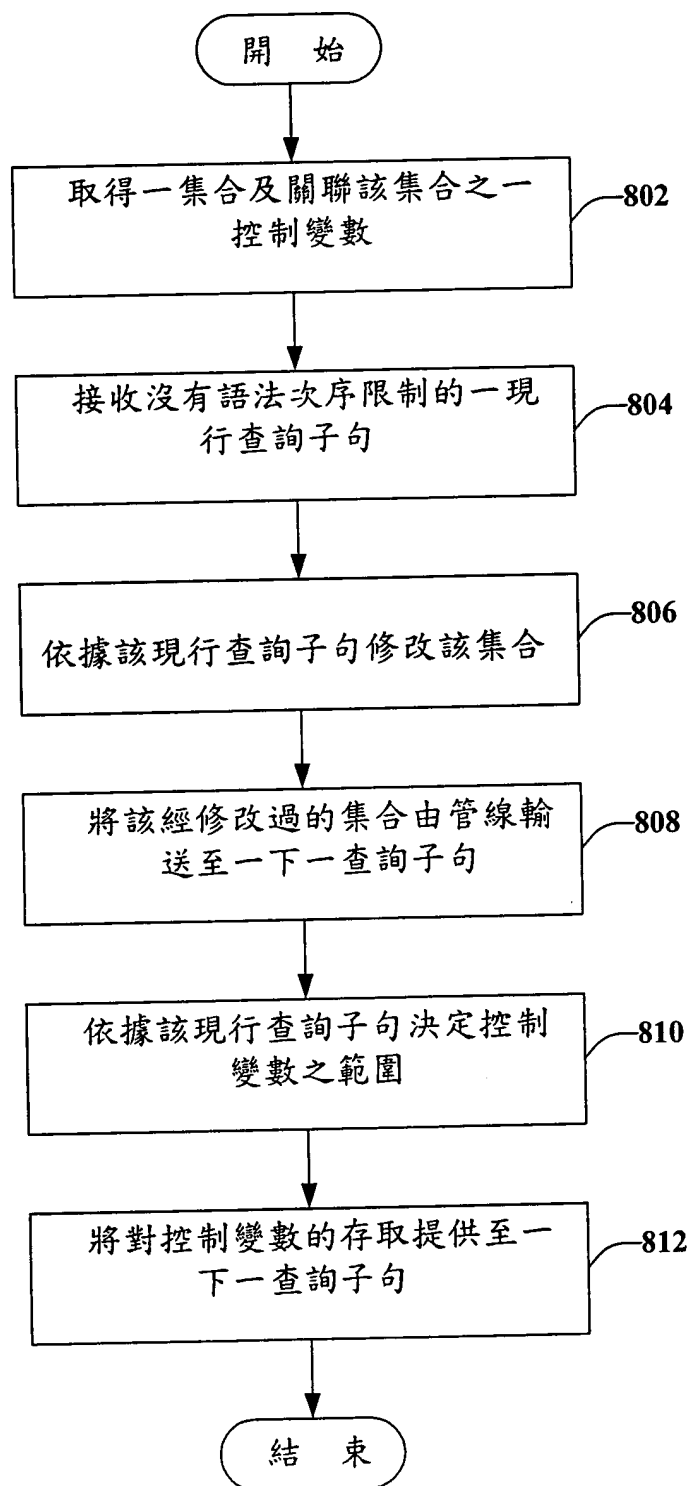 開 始
取得一集合及關聯該集合之一
控制變數
802
接收沒有語法次序限制的一現
行查詢子句
804
依據該現行查詢子句修改該集合
806
將該經修改過的集合由管線輸
送至一下一查詢子句
808
依據該現行查詢子句決定控制
變數之範圍
810
將對控制變數的存取提供至一
下一查詢子句
812
結 束